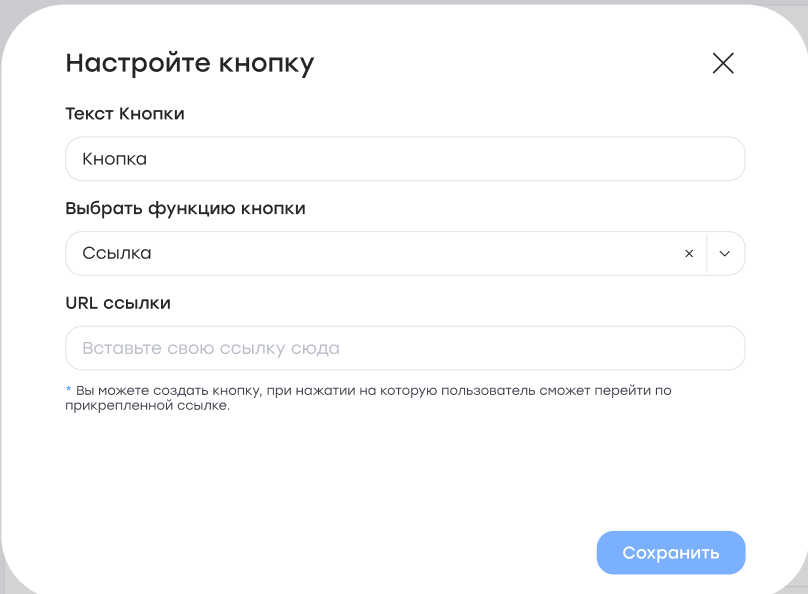 Настройте кнопку
Текст Кнопки
Кнопка
Выбрать функцию кнопки
Ссылка
URL ссылки
Вставьте свою ссылку сюда
* Вы можете создать кнопку, при нажатии на которую пользователь сможет перейти по
прикрепленной ссылке.
Сохранить